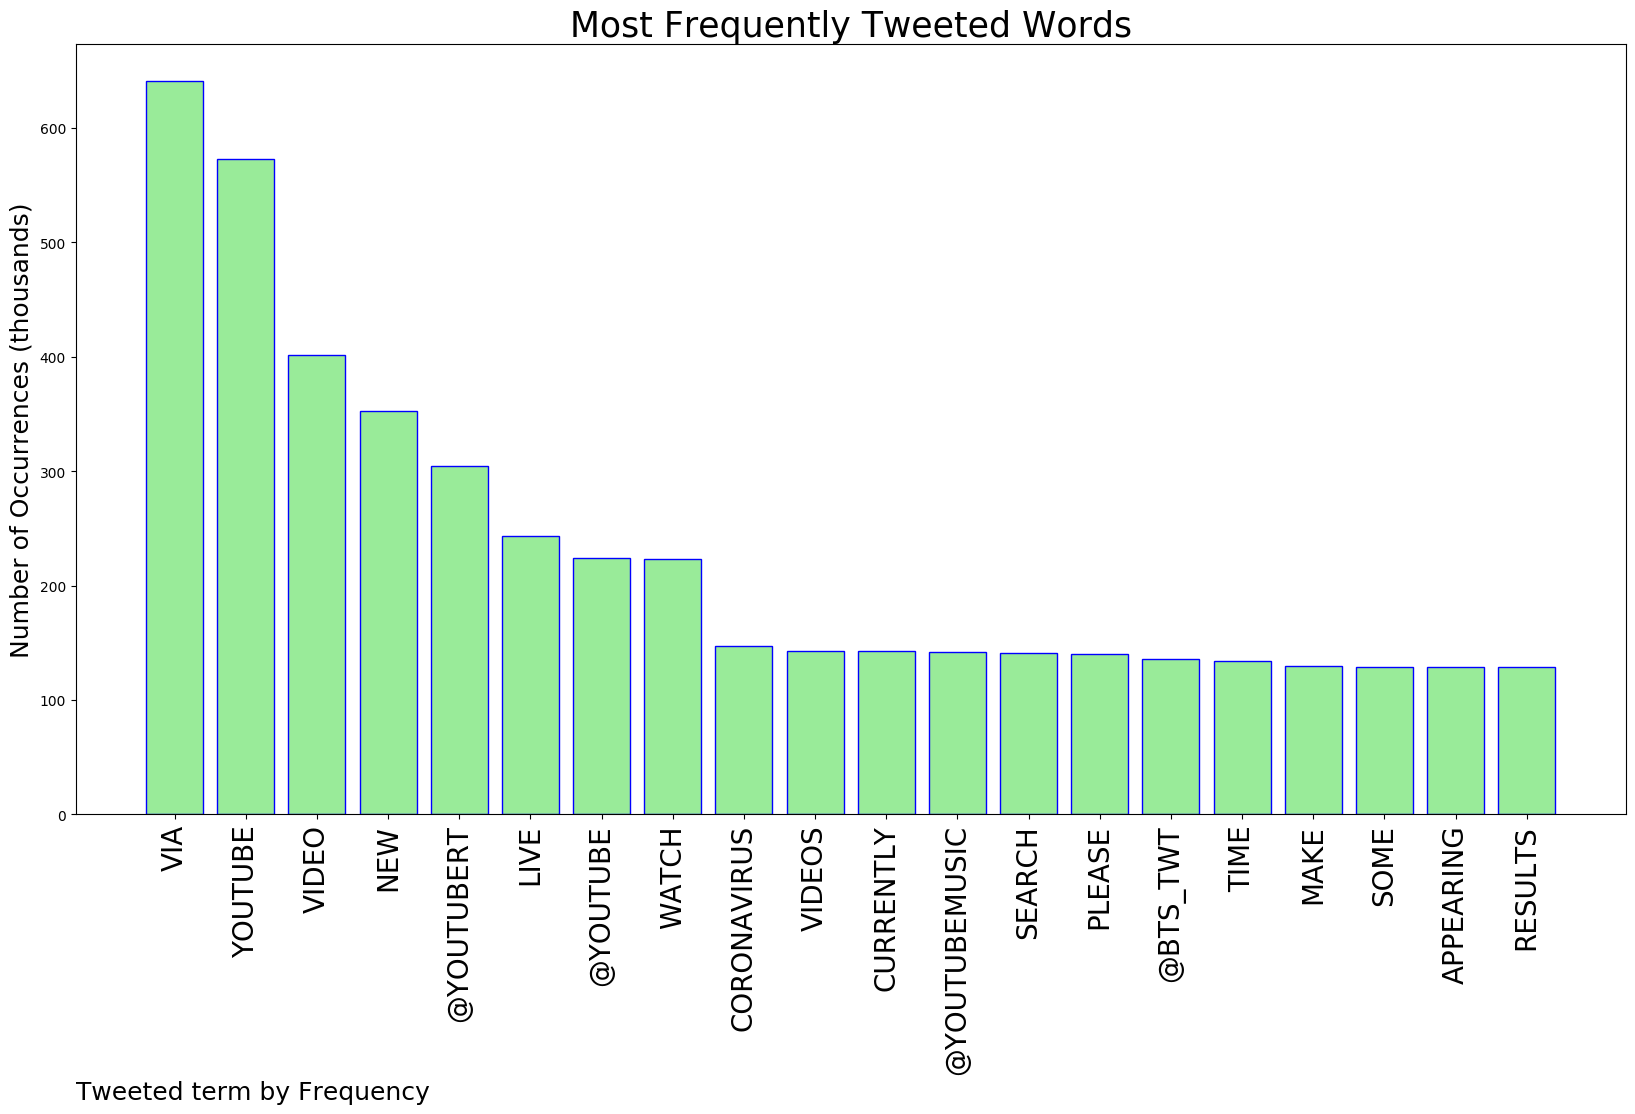 Most Frequently Tweeted Words
Number of Occurrences (thousands)
600
500
400
300
200
100
0
VIA
YOUTUBE
VIDEO
NEW
@YOUTUBERT
LIVE
@YOUTUBE
WATCH
CORONAVIRUS
VIDEOS
CURRENTLY
@YOUTUBEMUSIC
SEARCH
PLEASE
@BTS_TWT
TIME
MAKE
SOME
APPEARING
RESULTS
Tweeted term by Frequency